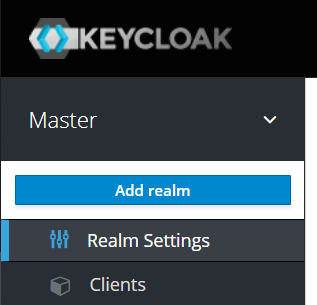 KEYCLOAK
Master
Add realm
Realm Settings
Clients